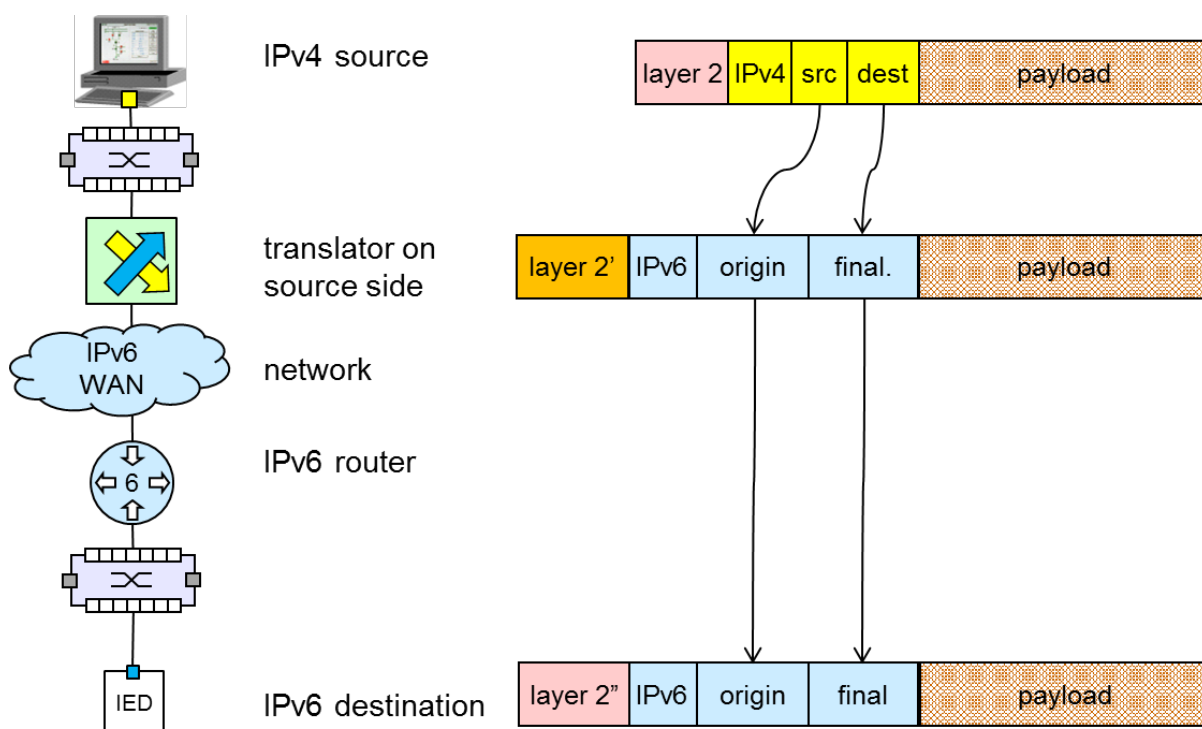 IPv4 source
layer 2 IPv4 src dest payload
translator on
source side
layer 2’ IPv6 origin final. payload
IPv6
WAN
network
6
IPv6 router
IED
IPv6 destination
layer 2” IPv6 origin final payload